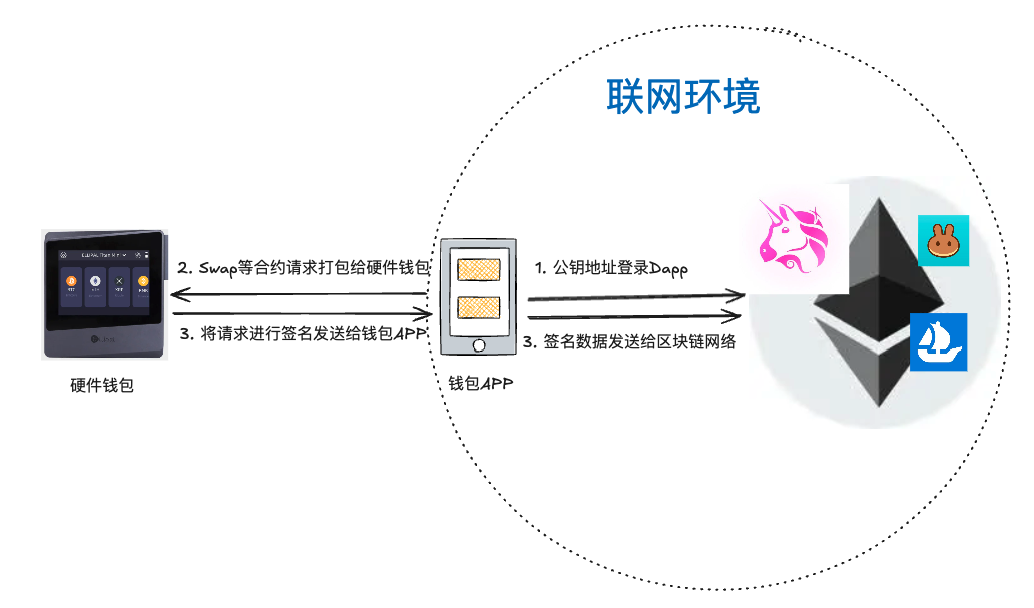 联网环境
2. Swap等合约请求打包给硬件钱包
1. 公钥地址登录Dapp
3. 将请求进行签名发送给钱包APP
3. 签名数据发送给区块链网络
硬件钱包
钱包APP